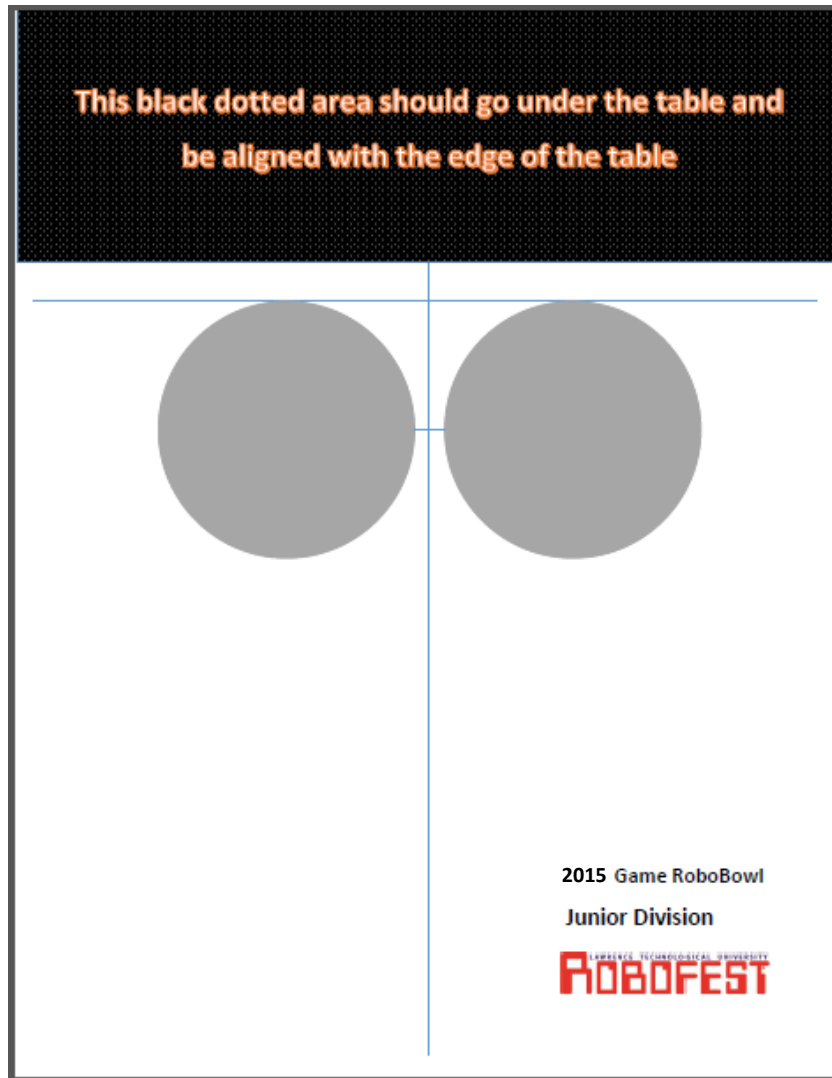 This black dotted area should go under the table and
be aligned with the edge of the table
2015 Game RoboBowl
Junior Division
LAWRENCE TECHNOLOGICAL UNIVERSITY
ROBOFEST